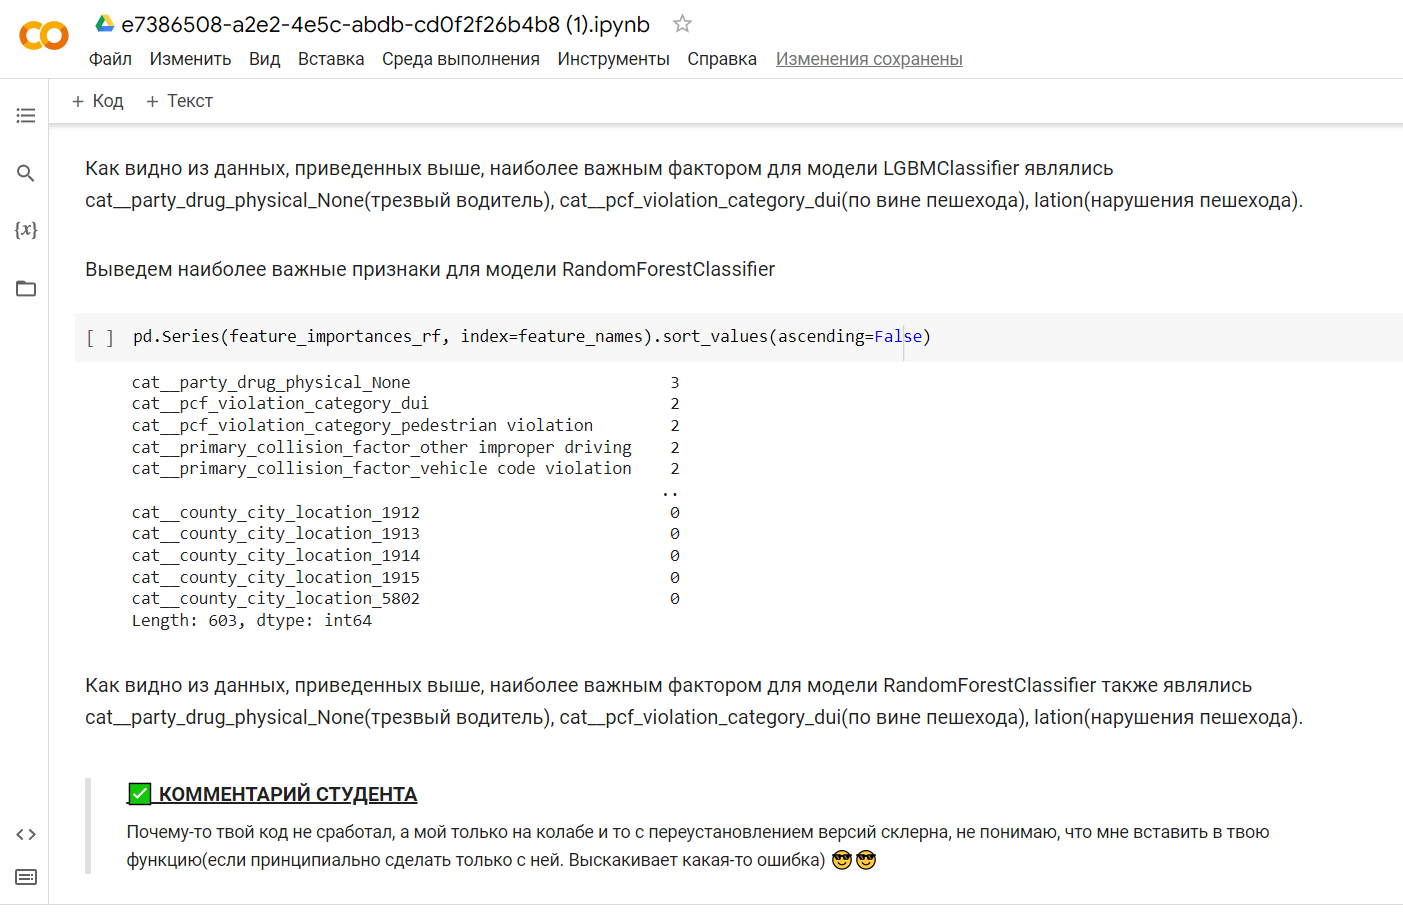 e7386508-a2e2-4e5c-abdb-cd0f2f26b4b8 (1).ipynb
Файл Изменить Вид Вставка Среда выполнения Инструменты Справка Изменения сохранены
+ Код + Текст
{x}
Как видно из данных, приведенных выше, наиболее важным фактором для модели LGBMClassifier являлись
cat__party_drug_physical_None(трезвый водитель), cat__pcf_violation_category_dui(по вине пешехода), lation(нарушения пешехода).
Выведем наиболее важные признаки для модели RandomForestClassifier
[ ] pd.Series(feature_importances_rf, index=feature_names).sort_values(ascending=False)
cat__party_drug_physical_None 3
cat__pcf_violation_category_dui 2
cat__pcf_violation_category_pedestrian violation 2
cat__primary_collision_factor_other improper driving 2
cat__primary_collision_factor_vehicle code violation 2
..
cat__county_city_location_1912 0
cat__county_city_location_1913 0
cat__county_city_location_1914 0
cat__county_city_location_1915 0
cat__county_city_location_5802 0
Length: 603, dtype: int64
Как видно из данных, приведенных выше, наиболее важным фактором для модели RandomForestClassifier также являлись
cat__party_drug_physical_None(трезвый водитель), cat__pcf_violation_category_dui(по вине пешехода), lation(нарушения пешехода).
✅ КОММЕНТАРИЙ СТУДЕНТА
Почему-то твой код не сработал, а мой только на колабе и то с переустановлением версий склерна, не понимаю, что мне вставить в твою
функцию(если принципиально сделать только с ней. Выскакивает какая-то ошибка) 😎😎